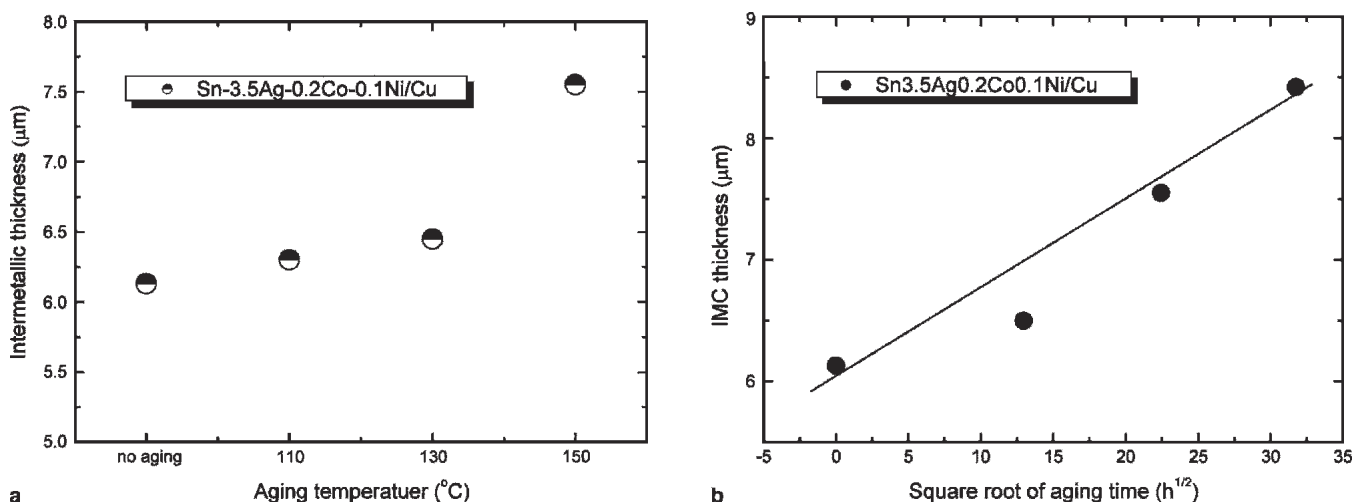 8.0
7.5
7.0
6.5
6.0
5.5
5.0
Intermetallic thickness (μm)
Sn-3.5Ag-0.2Co-0.1Ni/Cu
no aging 110 130 150
Aging temperatuer (°C)
a
9
8
7
6
IMC thickness (μm)
Sn3.5Ag0.2Co0.1Ni/Cu
-5 0 5 10 15 20 25 30 35
Square root of aging time (h^1/2)
b